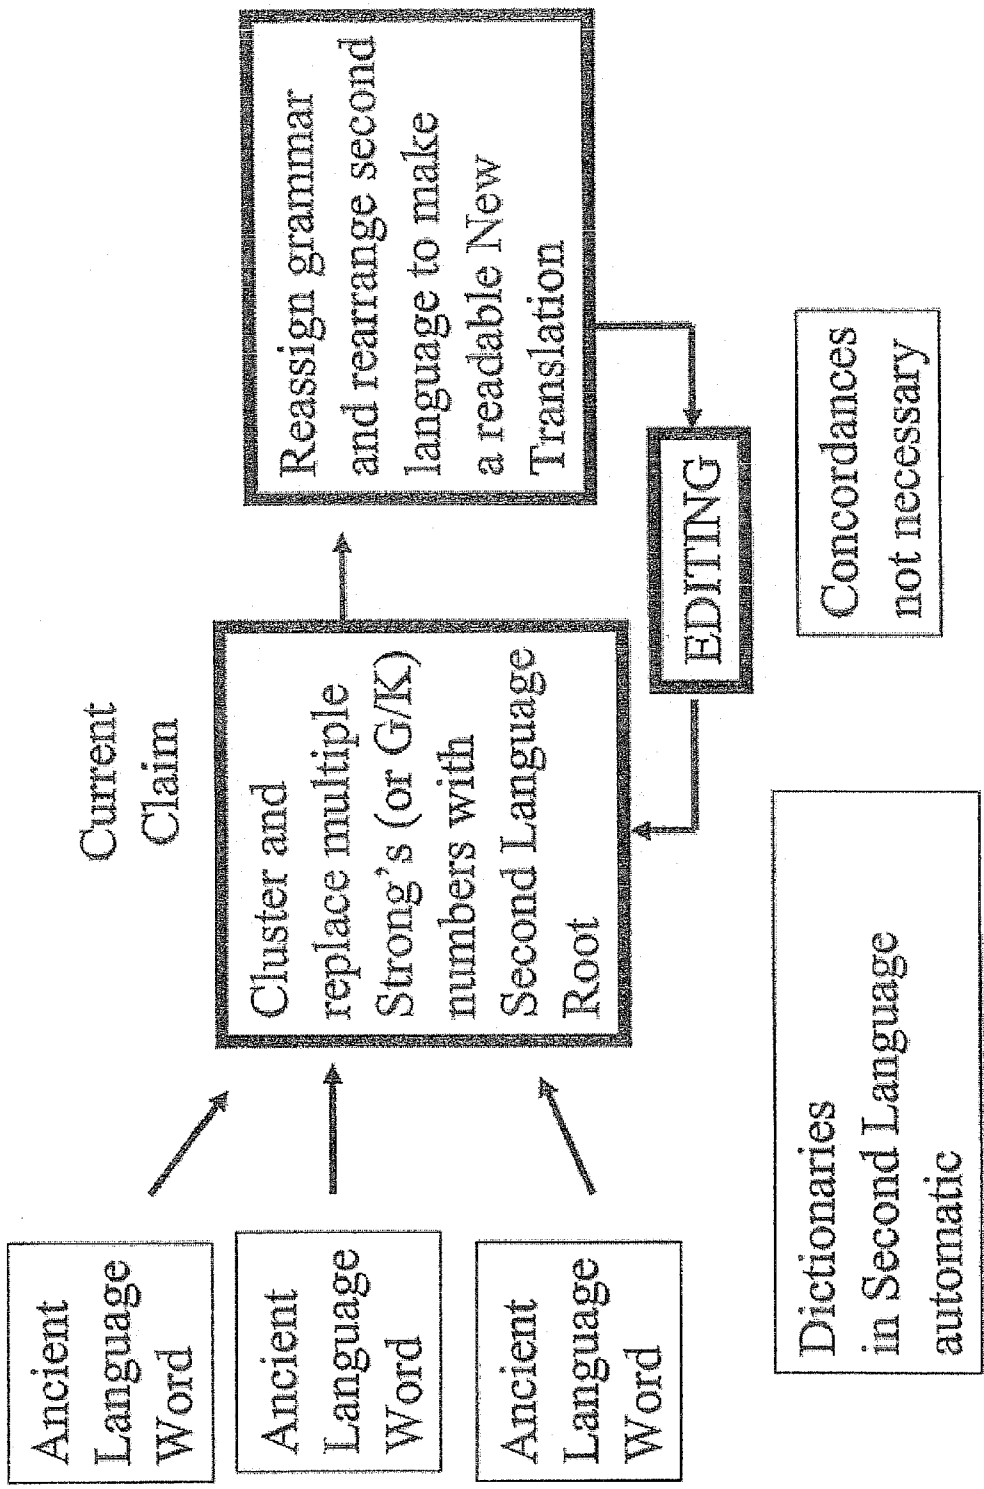 Current
Claim
Ancient
Language
Word
Ancient
Language
Word
Ancient
Language
Word
Cluster and
replace multiple
Strong's (or G/K)
numbers with
Second Language
Root
Reassign grammar
and rearrange second
language to make
a readable New
Translation
EDITING
Dictionaries
in Second Language
automatic
Concordances
not necessary